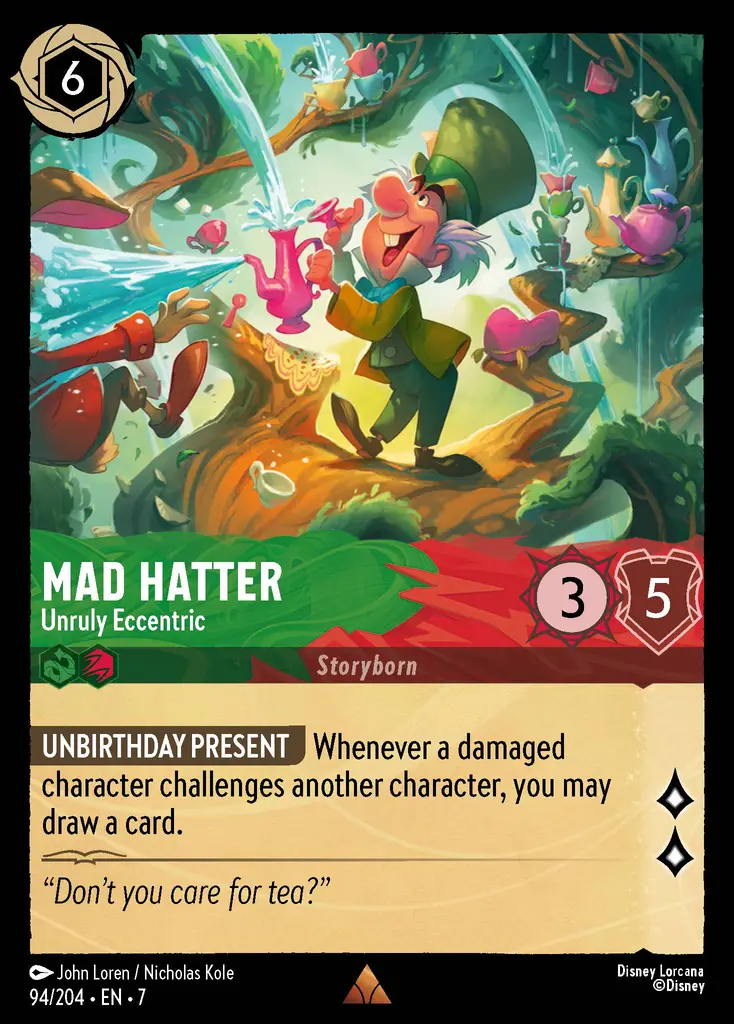 6
MAD HATTER
Unruly Eccentric
3
5
Storyborn
UNBIRTHDAY PRESENT Whenever a damaged
character challenges another character, you may
draw a card.
“Don’t you care for tea?”
John Loren / Nicholas Kole
94/204 • EN • 7
Disney Lorcana
©Disney